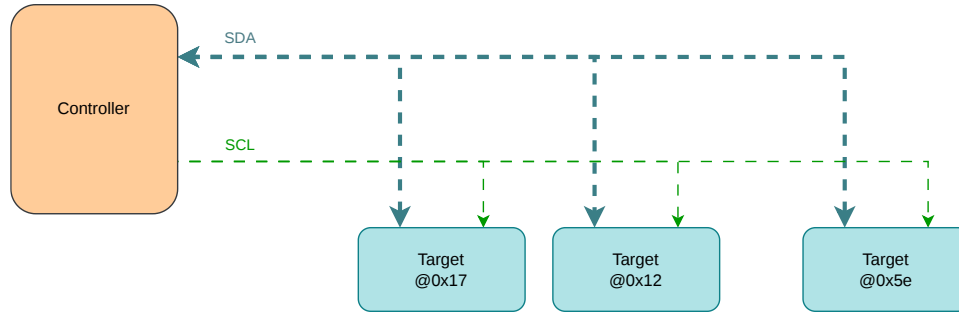 SDA
Controller
SCL
Target
@0x17
Target
@0x12
Target
@0x5e